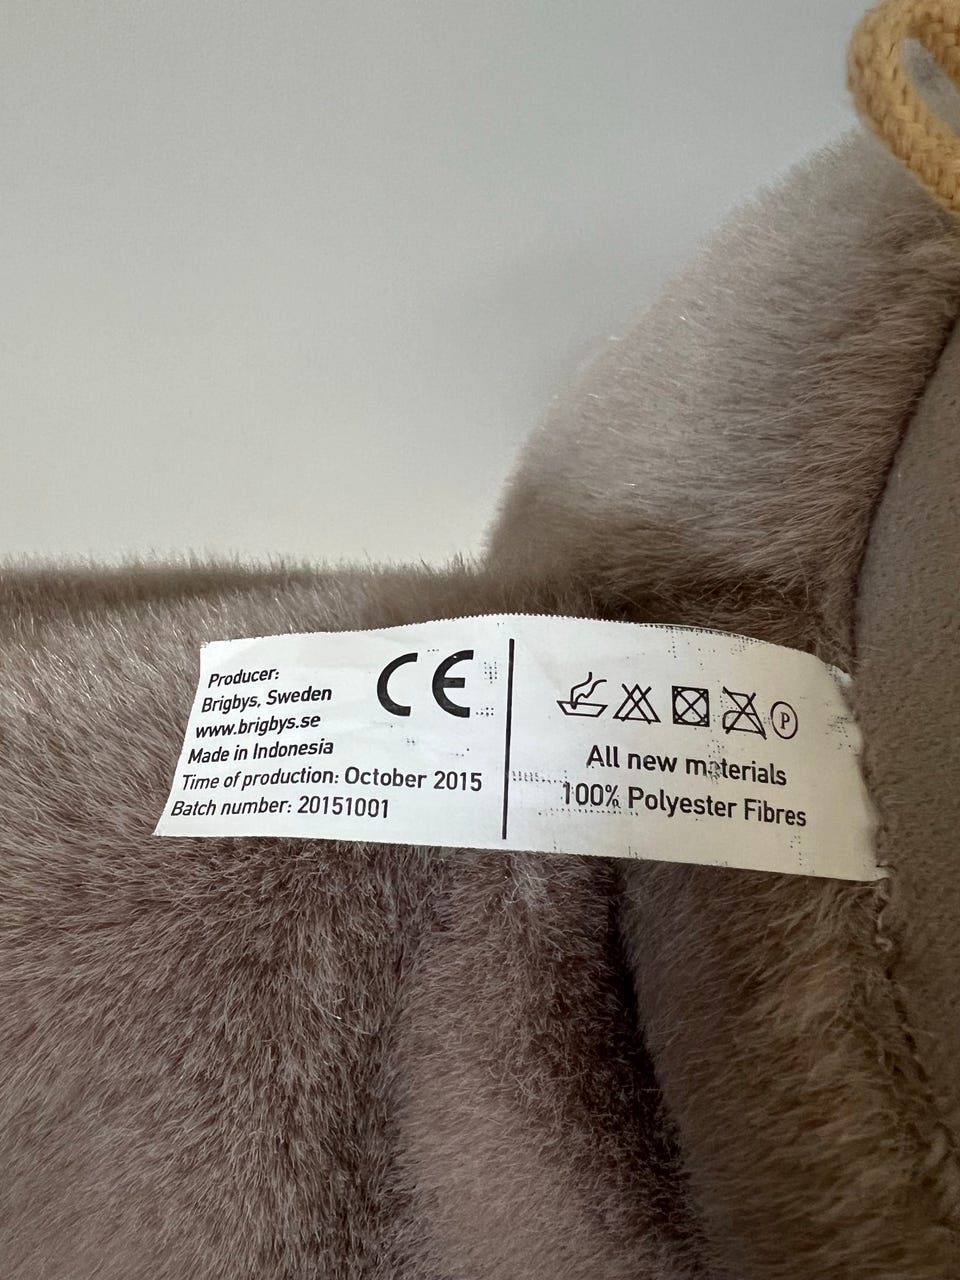 Producer:
Brigbys, Sweden
www.brigbys.se
Made in Indonesia
Time of production: October 2015
Batch number: 20151001
CE
P
All new materials
100% Polyester Fibres